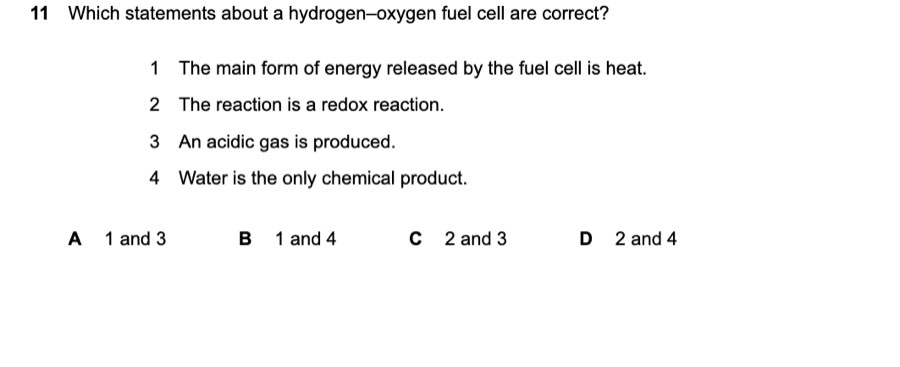 11 Which statements about a hydrogen–oxygen fuel cell are correct?
1 The main form of energy released by the fuel cell is heat.
2 The reaction is a redox reaction.
3 An acidic gas is produced.
4 Water is the only chemical product.
A 1 and 3 B 1 and 4 C 2 and 3 D 2 and 4